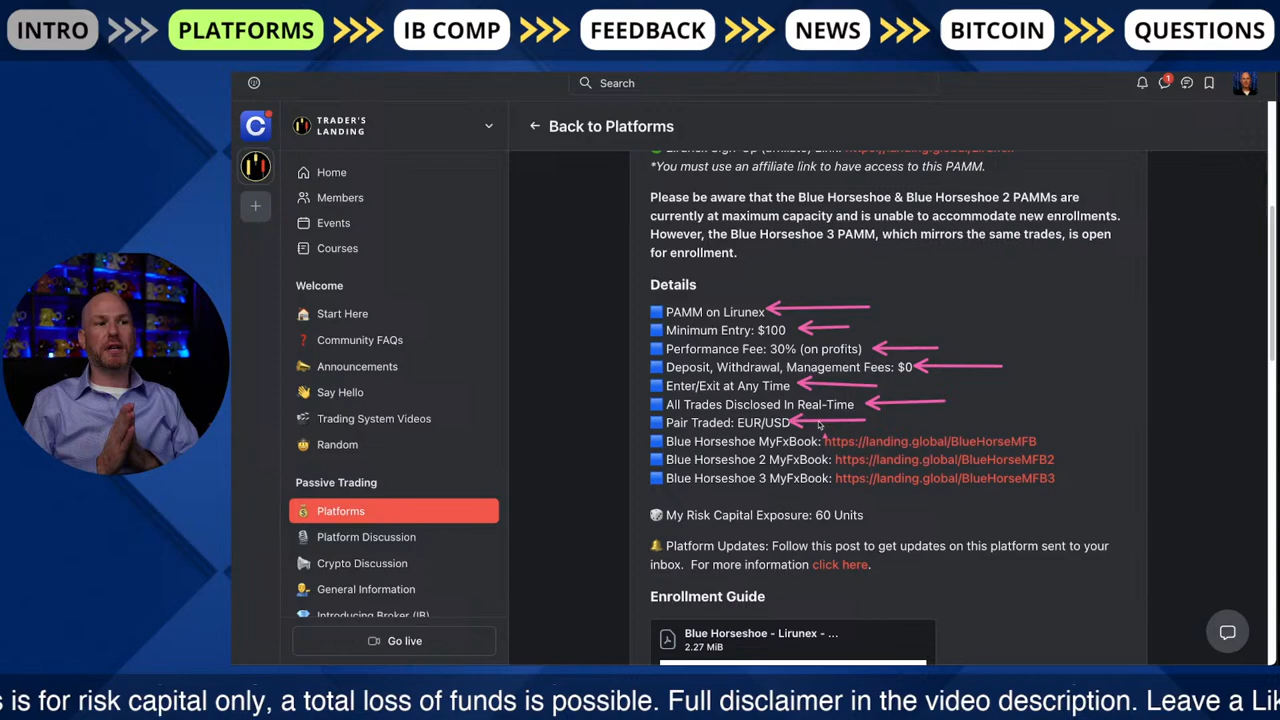 INTRO >>> PLATFORMS >>> IB COMP >>> FEEDBACK >>> NEWS >>> BITCOIN >>> QUESTIONS
Search
1
TRADER'S
LANDING
Home
Members
Events
Courses
Welcome
Start Here
Community FAQs
Announcements
Say Hello
Trading System Videos
Random
Passive Trading
Platforms
Platform Discussion
Crypto Discussion
General Information
Introducing Broker (IB)
Go live
← Back to Platforms
*You must use an affiliate link to have access to this PAMM.
Please be aware that the Blue Horseshoe & Blue Horseshoe 2 PAMMs are
currently at maximum capacity and is unable to accommodate new enrollments.
However, the Blue Horseshoe 3 PAMM, which mirrors the same trades, is open
for enrollment.
Details
PAMM on Lirunex
Minimum Entry: $100
Performance Fee: 30% (on profits)
Deposit, Withdrawal, Management Fees: $0
Enter/Exit at Any Time
All Trades Disclosed In Real-Time
Pair Traded: EUR/USD
Blue Horseshoe MyFxBook: https://landing.global/BlueHorseMFB
Blue Horseshoe 2 MyFxBook: https://landing.global/BlueHorseMFB2
Blue Horseshoe 3 MyFxBook: https://landing.global/BlueHorseMFB3
My Risk Capital Exposure: 60 Units
Platform Updates: Follow this post to get updates on this platform sent to your
inbox. For more information click here.
Enrollment Guide
Blue Horseshoe - Lirunex - ...
2.27 MiB
s is for risk capital only, a total loss of funds is possible. Full disclaimer in the video description. Leave a Li